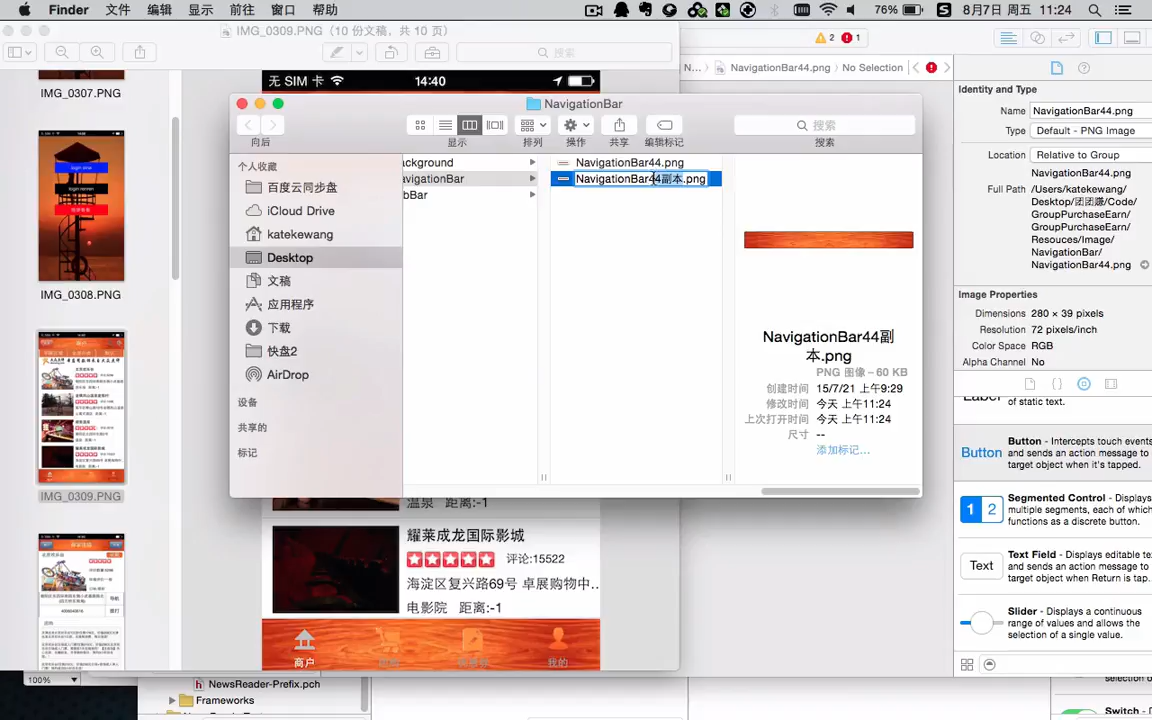 Finder 文件 编辑 显示 前往 窗口 帮助 76% 8月7日 周五 11:24
IMG_0309.PNG(10 份文稿, 共 10 页)
搜索
2 1
N... NavigationBar44.png No Selection
IMG_0307.PNG
IMG_0308.PNG
IMG_0309.PNG
100%
无 SIM 卡 14:40
NavigationBar
向后 显示 排列 操作 共享 编辑标记 搜索
搜索
个人收藏
百度云同步盘
iCloud Drive
katekewang
Desktop
文稿
应用程序
下载
快盘2
AirDrop
设备
共享的
标记
ackground
avigationBar
bBar
NavigationBar44.png
NavigationBar44副本.png
NavigationBar44副
本.png
PNG 图像 – 60 KB
创建时间 15/7/21 上午9:29
修改时间 今天 上午11:24
上次打开时间 今天 上午11:24
尺寸 --
添加标记…
温泉 距离:-1
耀莱成龙国际影城
评论:15522
海淀区复兴路69号 卓展购物中..
电影院 距离:-1
商户
我的
NewsReader-Prefix.pch
Frameworks
Identity and Type
Name NavigationBar44.png
Type Default - PNG Image
Location Relative to Group
Full Path /Users/katekewang/
Desktop/团团赚/Code/
GroupPurchaseEarn/
GroupPurchaseEarn/
Resouces/Image/
NavigationBar/
NavigationBar44.png
Image Properties
Dimensions 280 × 39 pixels
Resolution 72 pixels/inch
Color Space RGB
Alpha Channel No
Label of static text.
Button Button - Intercepts touch events
and sends an action message to
target object when it's tapped.
1 2 Segmented Control - Displays
multiple segments, each of which
functions as a discrete button.
Text Text Field - Displays editable text
and sends an action message to
target object when Return is tap..
Slider - Displays a continuous
range of values and allows the
selection of a single value.
Switch - Displ